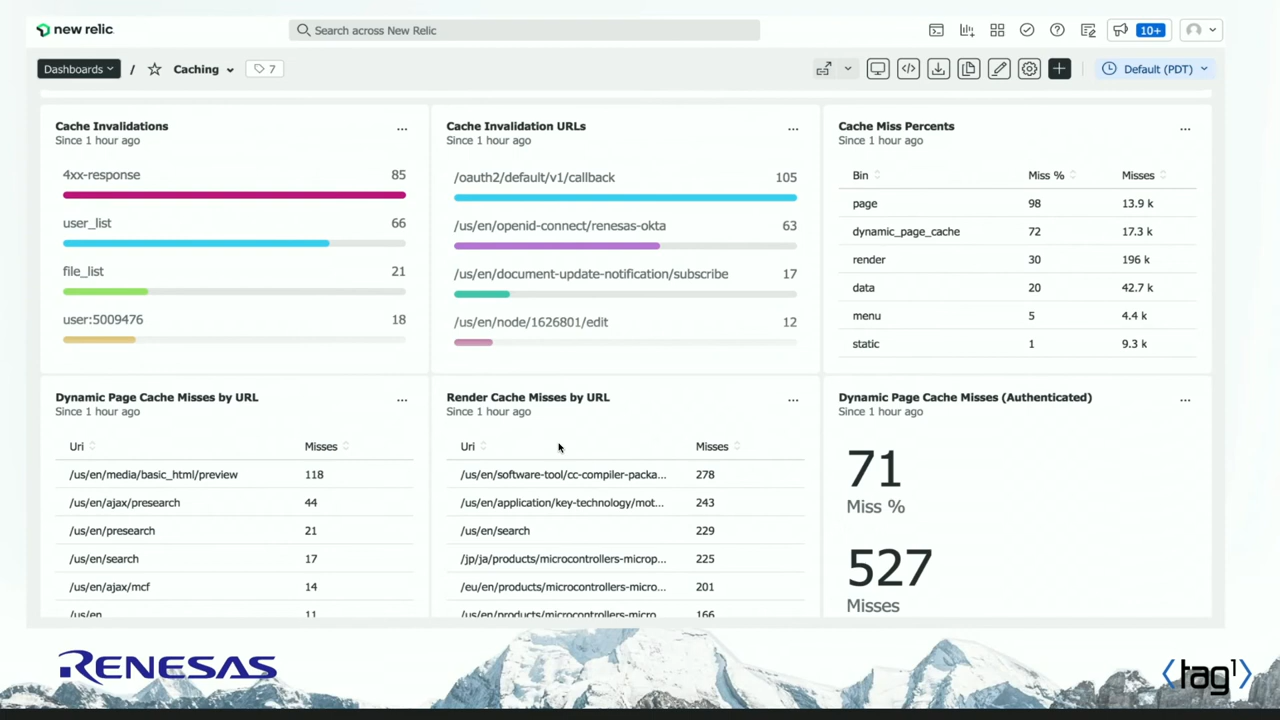 new relic
Search across New Relic
10+
Dashboards / Caching 7
Default (PDT)
Cache Invalidations
Since 1 hour ago
4xx-response 85
user_list 66
file_list 21
user:5009476 18
Cache Invalidation URLs
Since 1 hour ago
/oauth2/default/v1/callback 105
/us/en/openid-connect/renesas-okta 63
/us/en/document-update-notification/subscribe 17
/us/en/node/1626801/edit 12
Cache Miss Percents
Since 1 hour ago
Bin Miss % Misses
page 98 13.9 k
dynamic_page_cache 72 17.3 k
render 30 196 k
data 20 42.7 k
menu 5 4.4 k
static 1 9.3 k
Dynamic Page Cache Misses by URL
Since 1 hour ago
Uri Misses
/us/en/media/basic_html/preview 118
/us/en/ajax/presearch 44
/us/en/presearch 21
/us/en/search 17
/us/en/ajax/mcf 14
/us/en 11
Render Cache Misses by URL
Since 1 hour ago
Uri Misses
/us/en/software-tool/cc-compiler-packa... 278
/us/en/application/key-technology/mot... 243
/us/en/search 229
/jp/ja/products/microcontrollers-microp... 225
/eu/en/products/microcontrollers-micro... 201
/us/en/products/microcontrollers-micro... 166
Dynamic Page Cache Misses (Authenticated)
Since 1 hour ago
71
Miss %
527
Misses
RENESAS
tag1